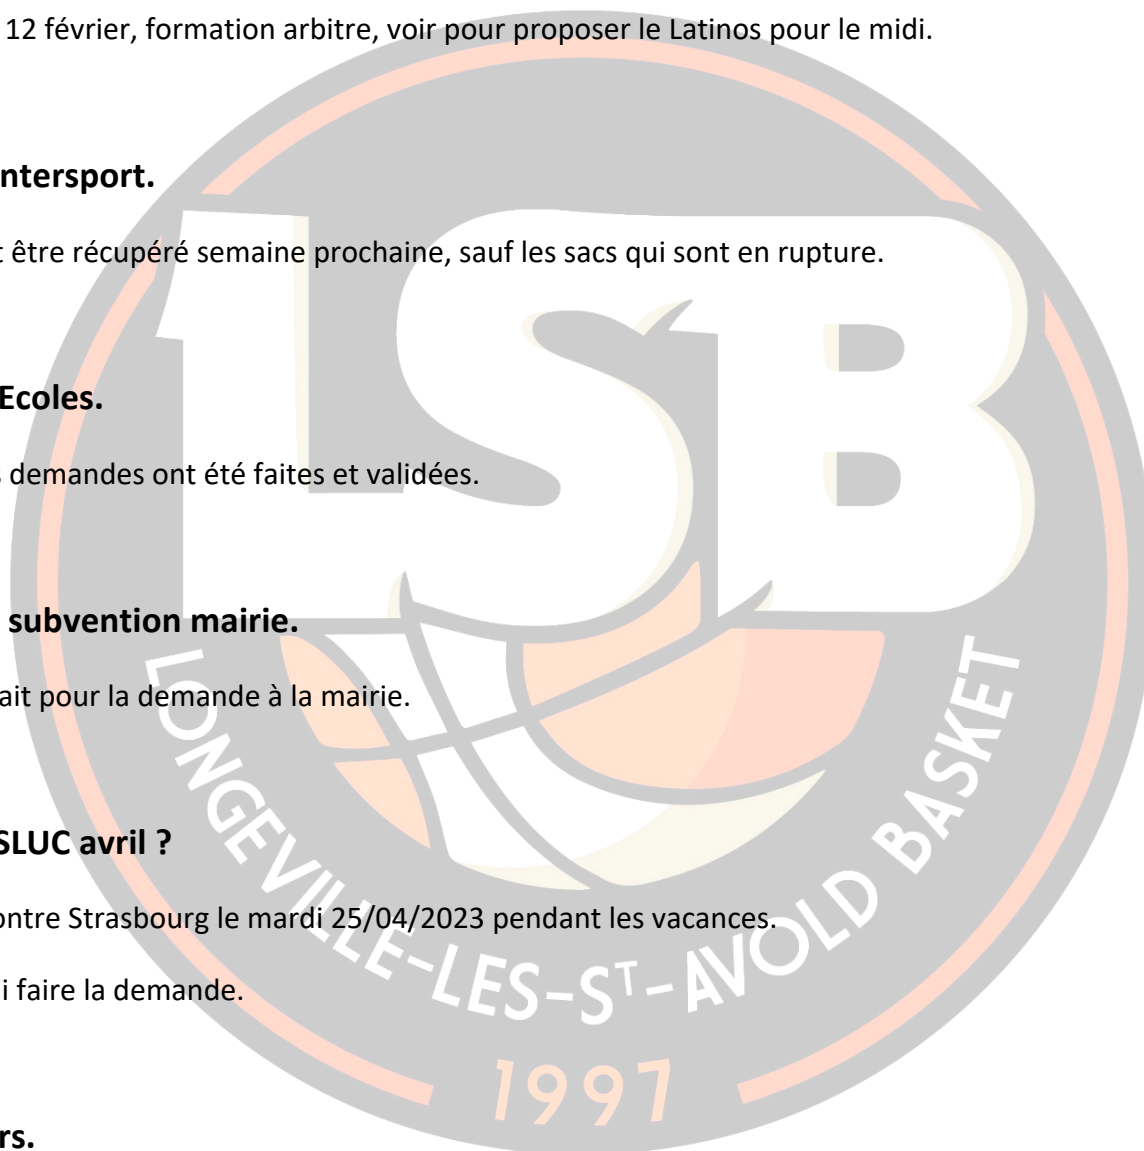 12 février, formation arbitre, voir pour proposer le Latinos pour le midi.
ntersport.
être récupéré semaine prochaine, sauf les sacs qui sont en rupture.
Ecoles.
demandes ont été faites et validées.
subvention mairie.
ait pour la demande à la mairie.
SLUC avril ?
ontre Strasbourg le mardi 25/04/2023 pendant les vacances.
i faire la demande.
rs.
LSB
LONGEVILLE-LES-ST-AVOLD BASKET
1997